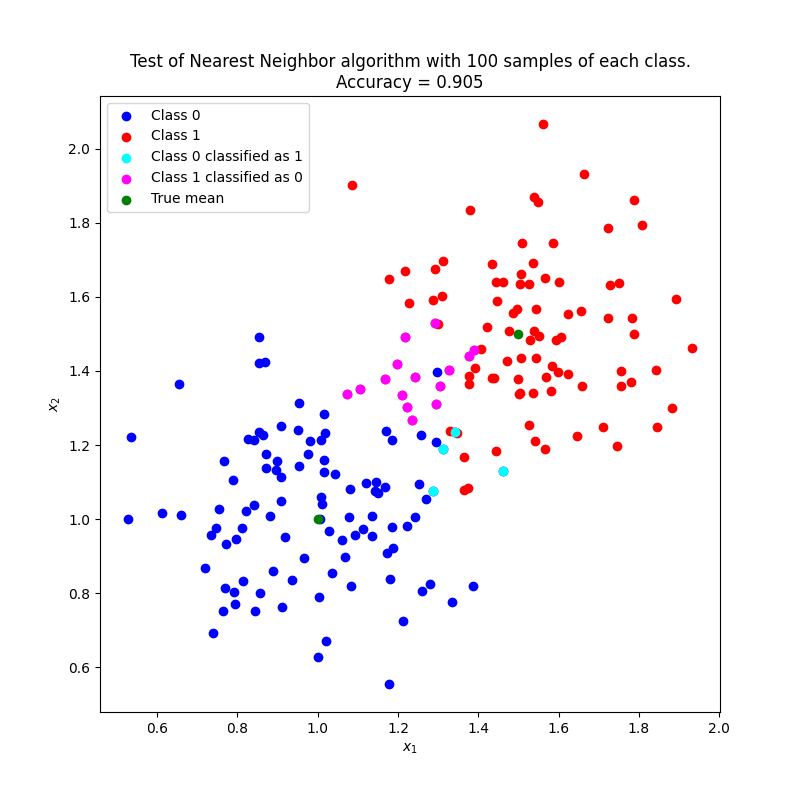 Test of Nearest Neighbor algorithm with 100 samples of each class.
Accuracy = 0.905
Class 0
Class 1
Class 0 classified as 1
Class 1 classified as 0
True mean
2.0
1.8
1.6
1.4
1.2
1.0
0.8
0.6
x2
0.6 0.8 1.0 1.2 1.4 1.6 1.8 2.0
x1